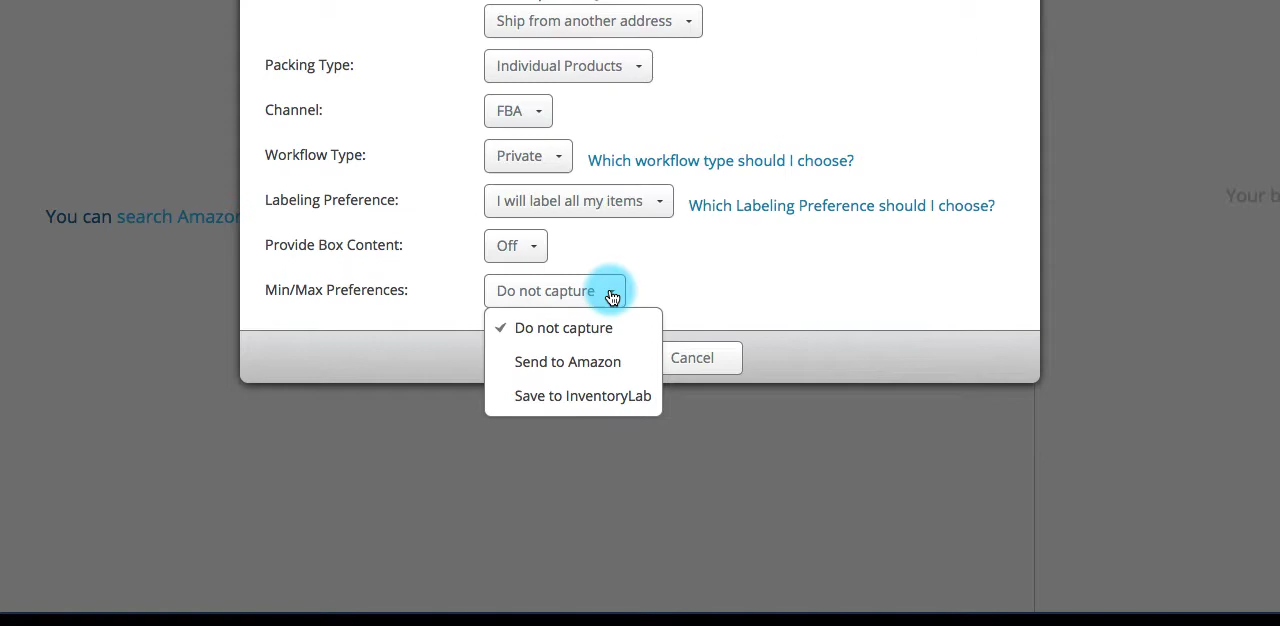 Ship from another address
Packing Type: Individual Products
Channel: FBA
Workflow Type: Private Which workflow type should I choose?
Labeling Preference: I will label all my items Which Labeling Preference should I choose?
You can search Amazon
Your b
Provide Box Content: Off
Min/Max Preferences: Do not capture
Do not capture
Send to Amazon
Save to InventoryLab
Cancel